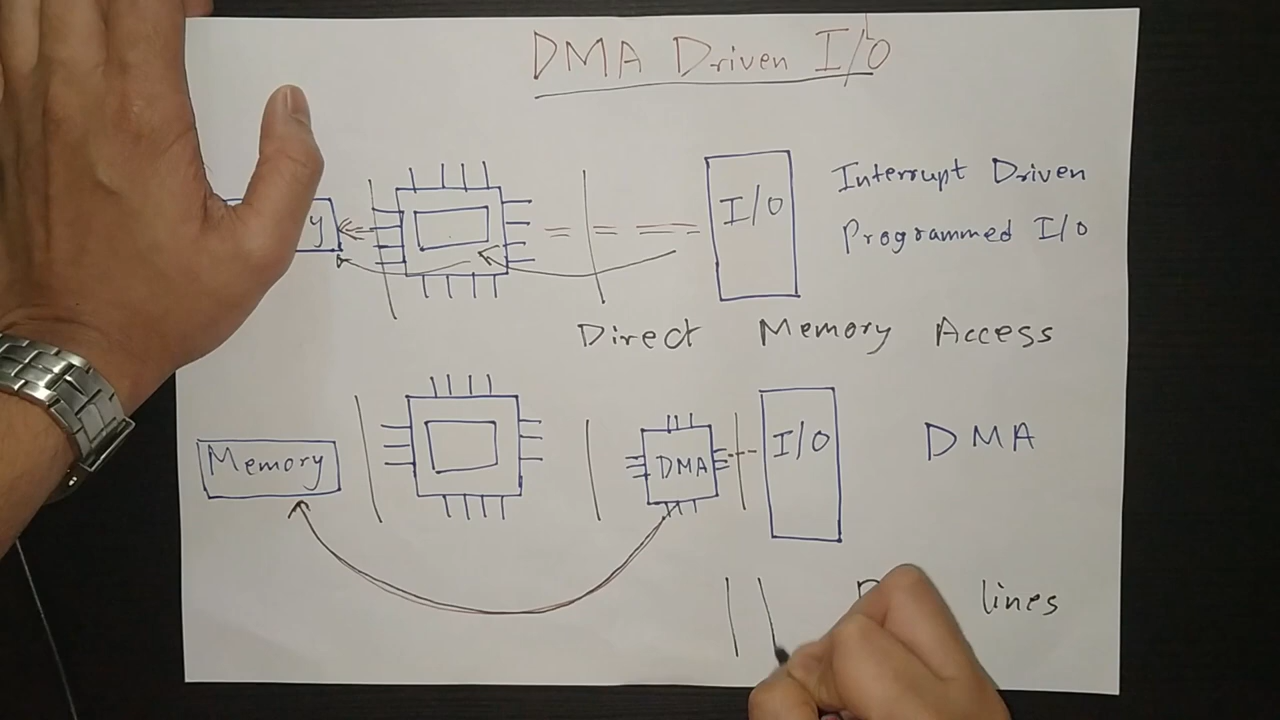 DMA Driven I/O
I/O
Interrupt Driven
Programmed I/O
Direct Memory Access
Memory
DMA
I/O
DMA
lines